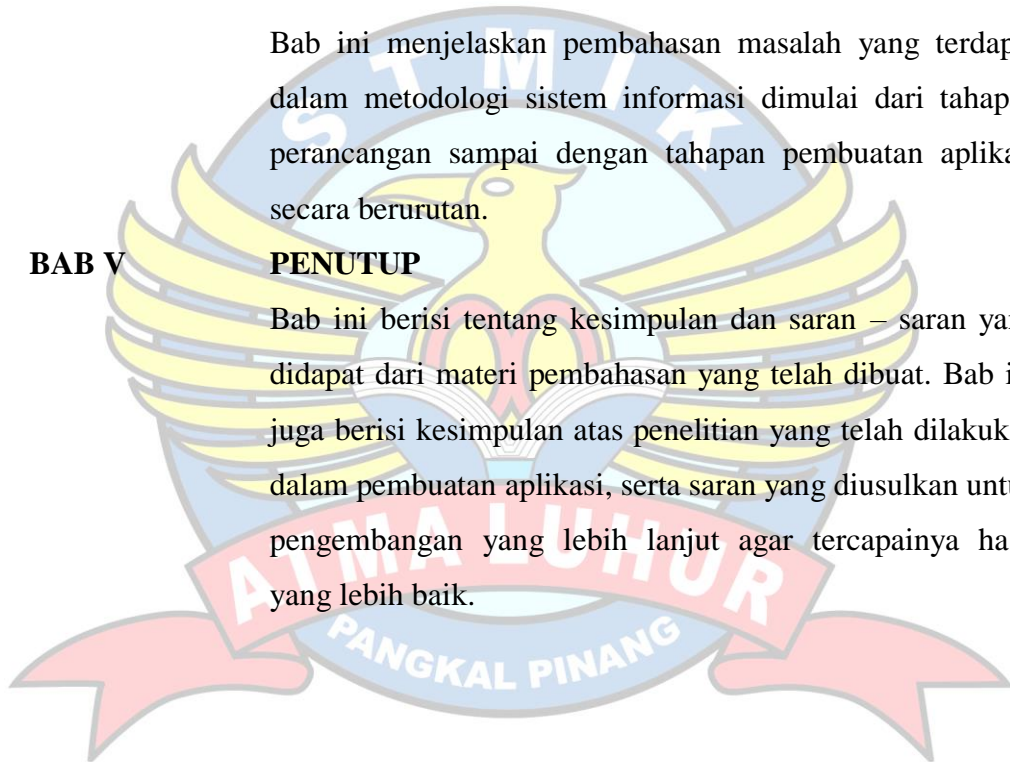 Bab ini menjelaskan pembahasan masalah yang terdap
dalam metodologi sistem informasi dimulai dari tahap
perancangan sampai dengan tahapan pembuatan aplika
secara berurutan.
BAB V PENUTUP
Bab ini berisi tentang kesimpulan dan saran – saran yan
didapat dari materi pembahasan yang telah dibuat. Bab i
juga berisi kesimpulan atas penelitian yang telah dilakuk
dalam pembuatan aplikasi, serta saran yang diusulkan untu
pengembangan yang lebih lanjut agar tercapainya ha
yang lebih baik.
STMIK
ATMA LUHUR
PANGKAL PINANG